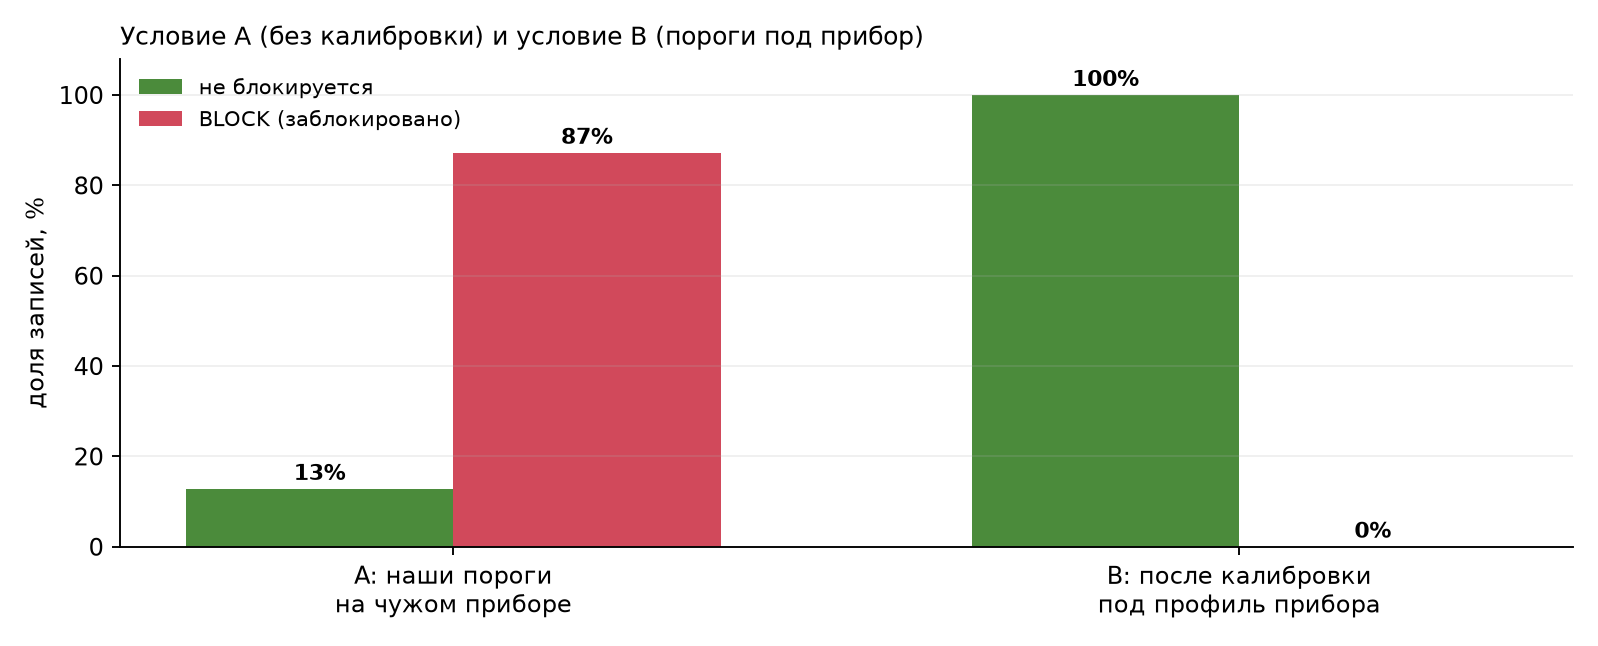 Условие A (без калибровки) и условие B (пороги под прибор)
не блокируется
BLOCK (заблокировано)
доля записей, %
100
80
60
40
20
0
13%
87%
100%
0%
A: наши пороги
на чужом приборе
B: после калибровки
под профиль прибора